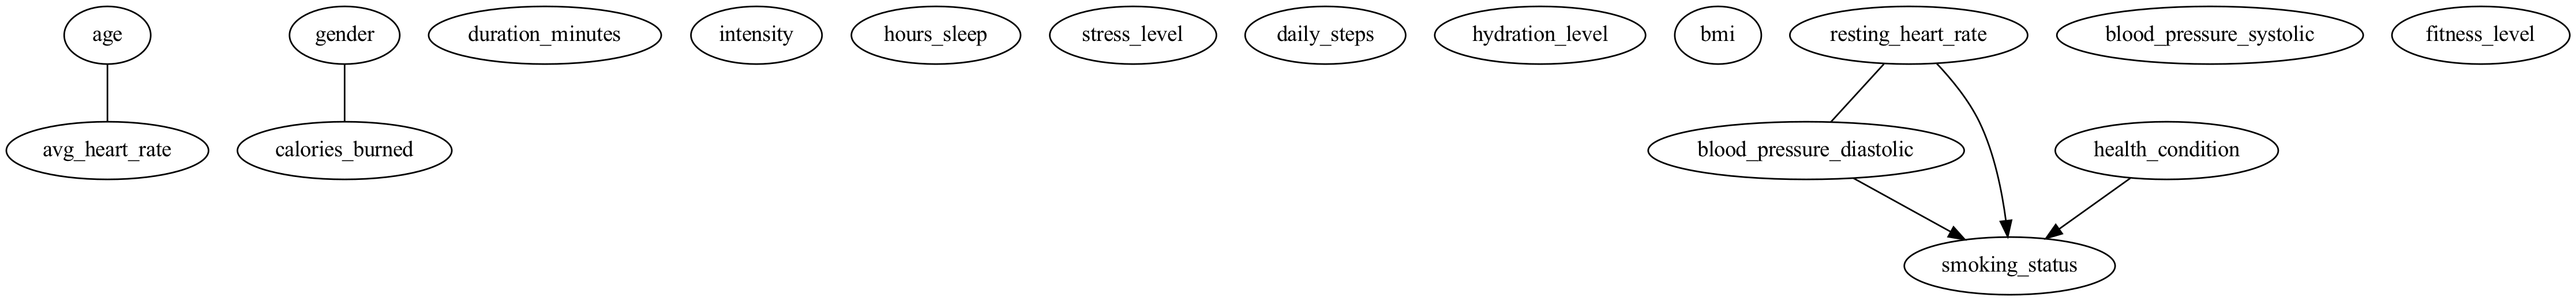 age
gender
duration_minutes
intensity
hours_sleep
stress_level
daily_steps
hydration_level
bmi
resting_heart_rate
blood_pressure_systolic
fitness_level
avg_heart_rate
calories_burned
blood_pressure_diastolic
health_condition
smoking_status